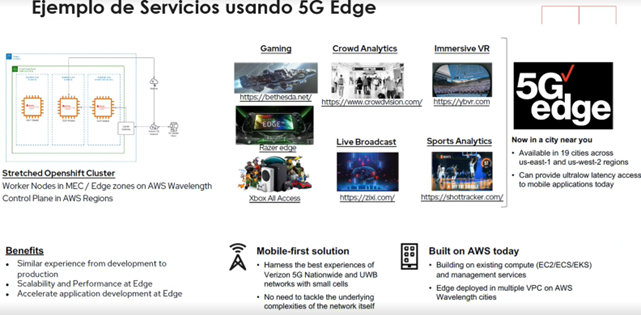 Ejemplo de Servicios usando 5G Edge
Gaming
Crowd Analytics
Immersive VR
https://bethesda.net/
https://www.crowdvision.com/
https://ybvr.com
EDGE
Razer edge
Live Broadcast
Sports Analytics
Xbox All Access
https://zixi.com/
https://shottracker.com/
5G
edge
Now in a city near you
• Available in 19 cities across
us-east-1 and us-west-2 regions
• Can provide ultralow latency access
to mobile applications today
Stretched Openshift Cluster
Worker Nodes in MEC / Edge zones on AWS Wavelength
Control Plane in AWS Regions
Benefits
• Similar experience from development to
production
• Scalability and Performance at Edge
• Accelerate application development at Edge
Mobile-first solution
• Harness the best experiences of
Verizon 5G Nationwide and UWB
networks with small cells
• No need to tackle the underlying
complexities of the network itself
Built on AWS today
• Building on existing compute (EC2/ECS/EKS)
and management services
• Edge deployed in multiple VPC on AWS
Wavelength cities